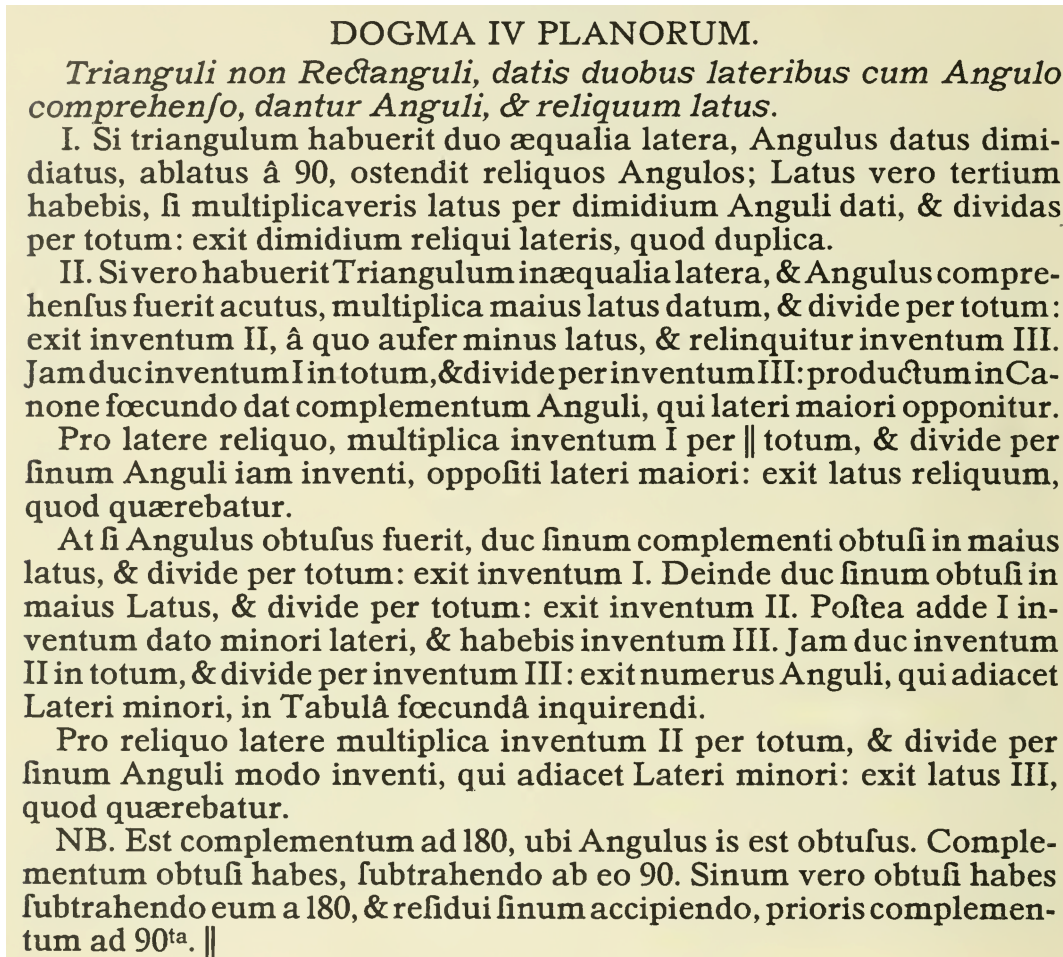 DOGMA IV PLANORUM.
Trianguli non Rectanguli, datis duobus lateribus cum Angulo
comprehenſo, dantur Anguli, & reliquum latus.
I. Si triangulum habuerit duo æqualia latera, Angulus datus dimi-
diatus, ablatus â 90, ostendit reliquos Angulos; Latus vero tertium
habebis, ſi multiplicaveris latus per dimidium Anguli dati, & dividas
per totum: exit dimidium reliqui lateris, quod duplica.
II. Si vero habuerit Triangulum inæqualia latera, & Angulus compre-
henſus fuerit acutus, multiplica maius latus datum, & divide per totum:
exit inventum II, â quo aufer minus latus, & relinquitur inventum III.
Jam duc inventum I in totum, & divide per inventum III: productum in Ca-
none fœcundo dat complementum Anguli, qui lateri maiori opponitur.
Pro latere reliquo, multiplica inventum I per || totum, & divide per
ſinum Anguli iam inventi, oppoſiti lateri maiori: exit latus reliquum,
quod quærebatur.
At ſi Angulus obtuſus fuerit, duc ſinum complementi obtuſi in maius
latus, & divide per totum: exit inventum I. Deinde duc ſinum obtuſi in
maius Latus, & divide per totum: exit inventum II. Poſtea adde I in-
ventum dato minori lateri, & habebis inventum III. Jam duc inventum
II in totum, & divide per inventum III: exit numerus Anguli, qui adiacet
Lateri minori, in Tabulâ fœcundâ inquirendi.
Pro reliquo latere multiplica inventum II per totum, & divide per
ſinum Anguli modo inventi, qui adiacet Lateri minori: exit latus III,
quod quærebatur.
NB. Est complementum ad 180, ubi Angulus is est obtuſus. Comple-
mentum obtuſi habes, ſubtrahendo ab eo 90. Sinum vero obtuſi habes
ſubtrahendo eum a 180, & reſidui ſinum accipiendo, prioris complemen-
tum ad 90ᵗᵃ. ||